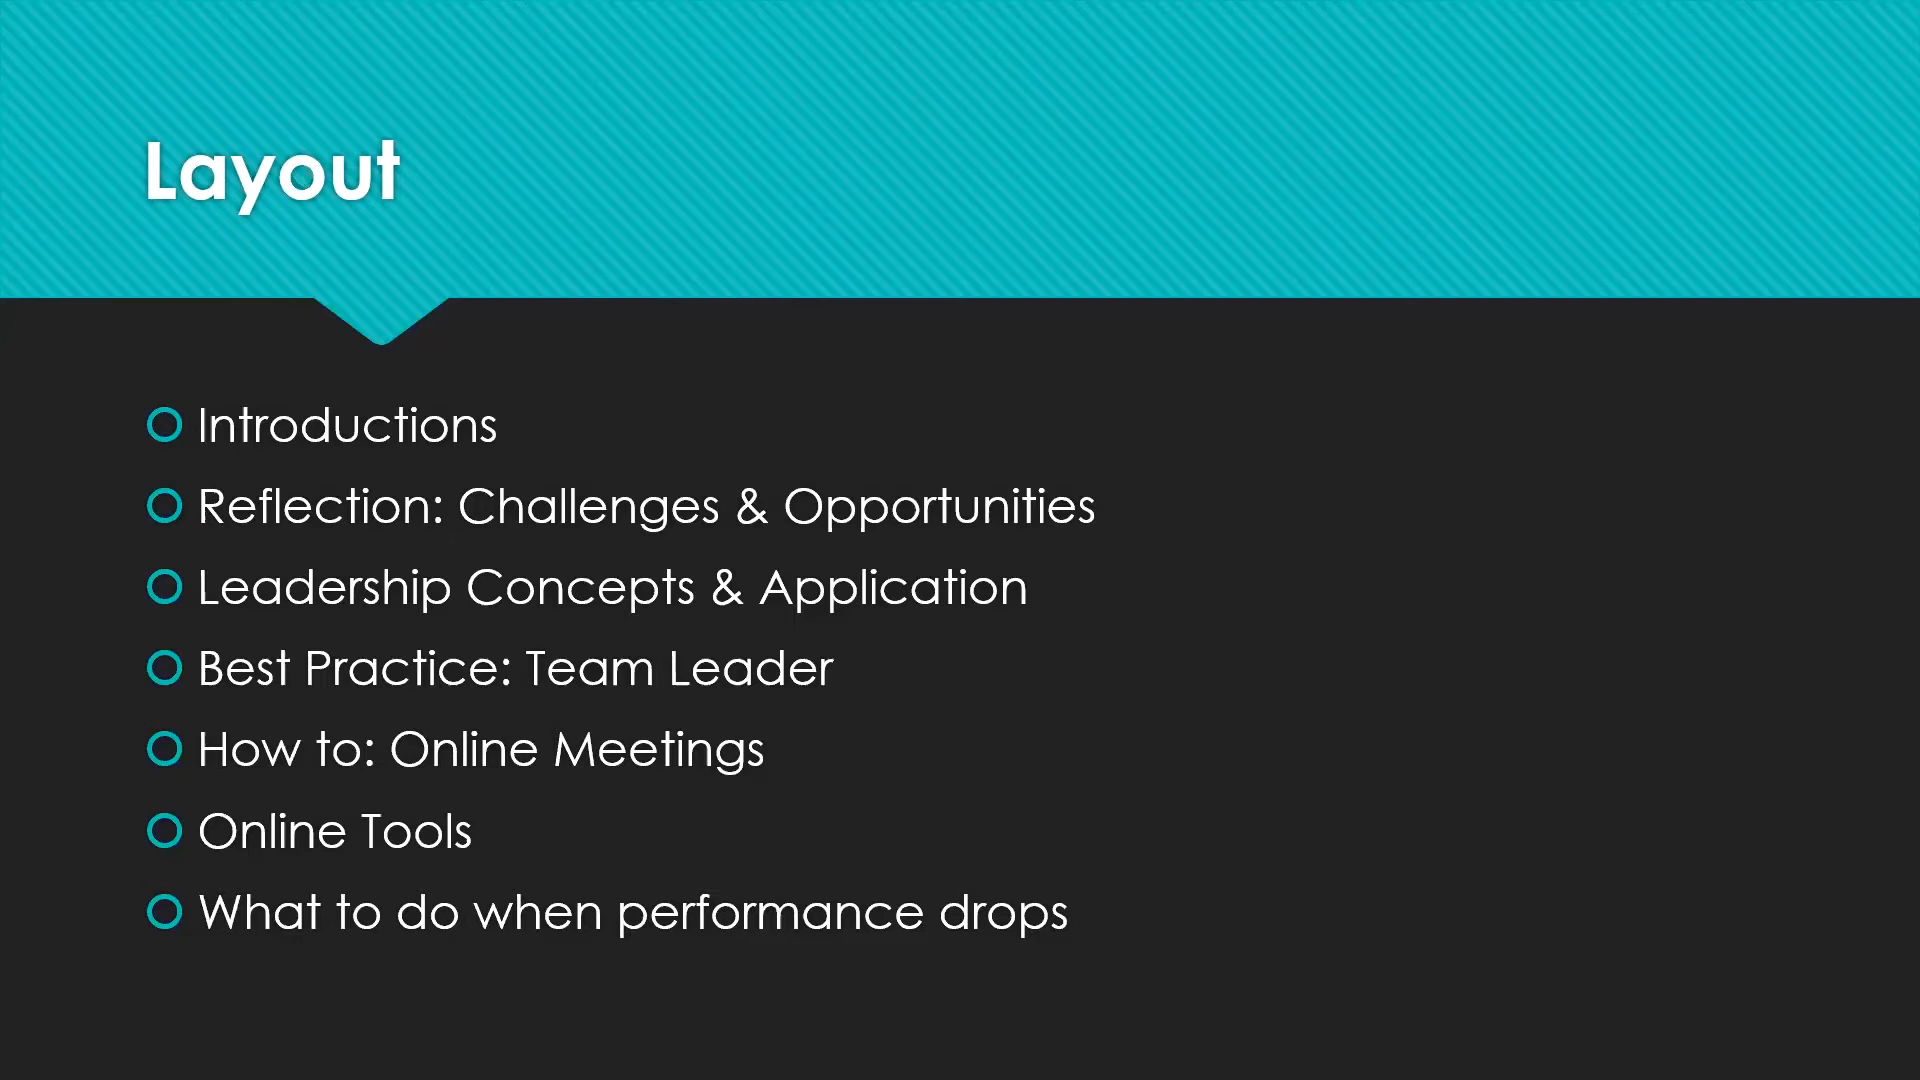 Layout
Introductions
Reflection: Challenges & Opportunities
Leadership Concepts & Application
Best Practice: Team Leader
How to: Online Meetings
Online Tools
What to do when performance drops